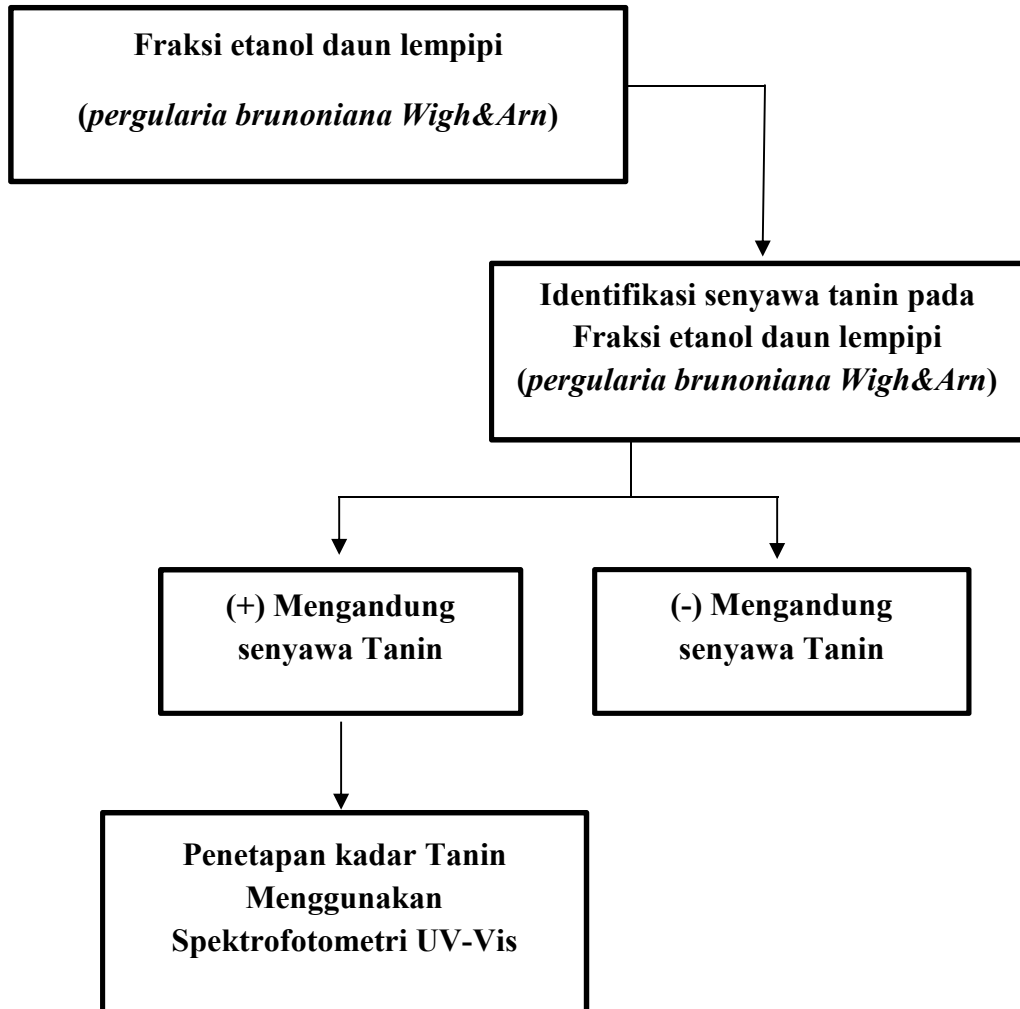 Fraksi etanol daun lempipi
(pergularia brunoniana Wigh&Arn)
Identifikasi senyawa tanin pada
Fraksi etanol daun lempipi
(pergularia brunoniana Wigh&Arn)
(+) Mengandung
senyawa Tanin
(-) Mengandung
senyawa Tanin
Penetapan kadar Tanin
Menggunakan
Spektrofotometri UV-Vis